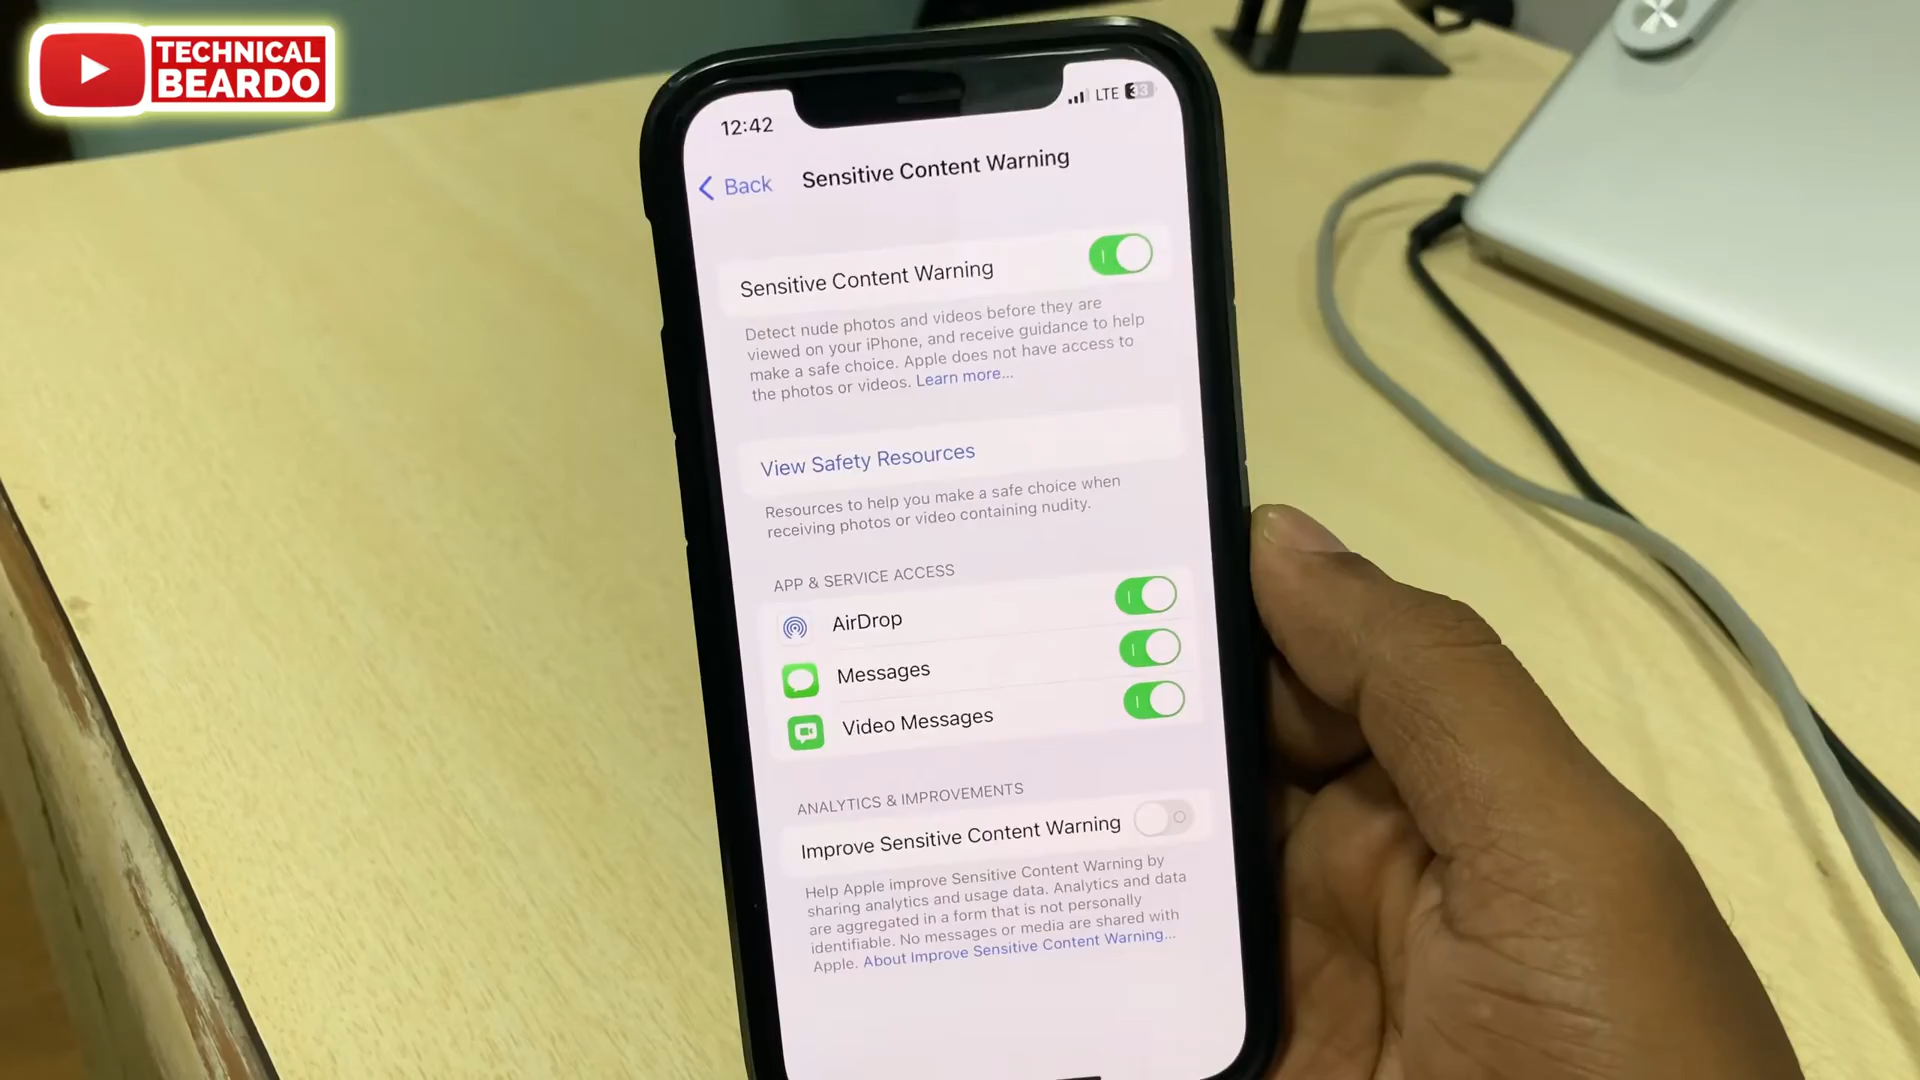 TECHNICAL
BEARDO
12:42
LTE 33
Back
Sensitive Content Warning
Sensitive Content Warning
Detect nude photos and videos before they are
viewed on your iPhone, and receive guidance to help
make a safe choice. Apple does not have access to
the photos or videos. Learn more...
View Safety Resources
Resources to help you make a safe choice when
receiving photos or video containing nudity.
APP & SERVICE ACCESS
AirDrop
Messages
Video Messages
ANALYTICS & IMPROVEMENTS
Improve Sensitive Content Warning
Help Apple improve Sensitive Content Warning by
sharing analytics and usage data. Analytics and data
are aggregated in a form that is not personally
identifiable. No messages or media are shared with
Apple. About Improve Sensitive Content Warning...